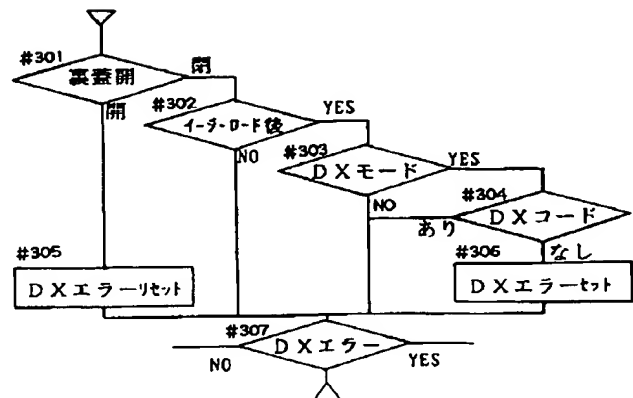 #301
裏蓋開
閉
開
#302
イーターロード後
YES
NO
#303
DXモード
YES
NO
#304
DXコード
あり
なし
#305
DXエラーリセット
#306
DXエラーセット
#307
DXエラー
NO
YES